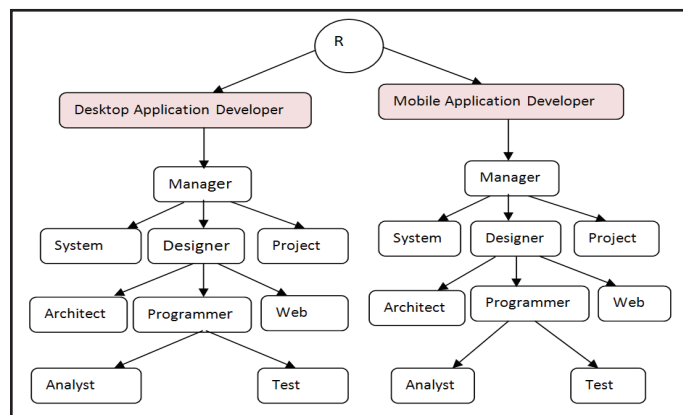 R
Desktop Application Developer
Mobile Application Developer
Manager
Manager
System
Designer
Project
System
Designer
Project
Architect
Programmer
Web
Architect
Programmer
Web
Analyst
Test
Analyst
Test